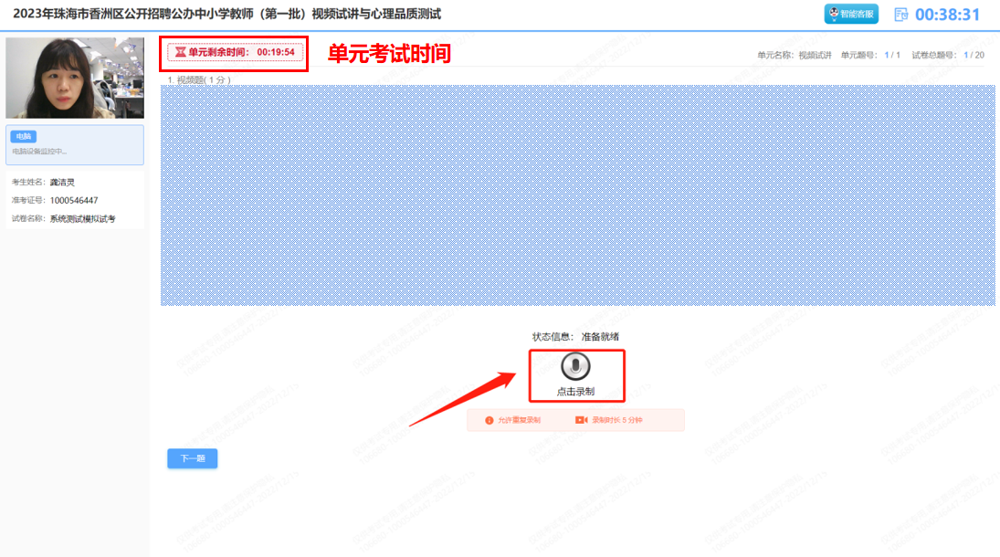 2023年珠海市香洲区公开招聘公办中小学教师（第一批）视频试讲与心理品质测试
智能客服
00:38:31
单元剩余时间： 00:19:54
单元考试时间
单元名称: 视频试讲 单元题号: 1 / 1 试卷总题号: 1 / 20
1. 视频题( 1 分 )
电脑
电脑设备监控中...
考生姓名: 龚洁灵
准考证号: 1000546447
试卷名称: 系统测试模拟试考
状态信息： 准备就绪
点击录制
允许重复录制
录制时长 5 分钟
下一题